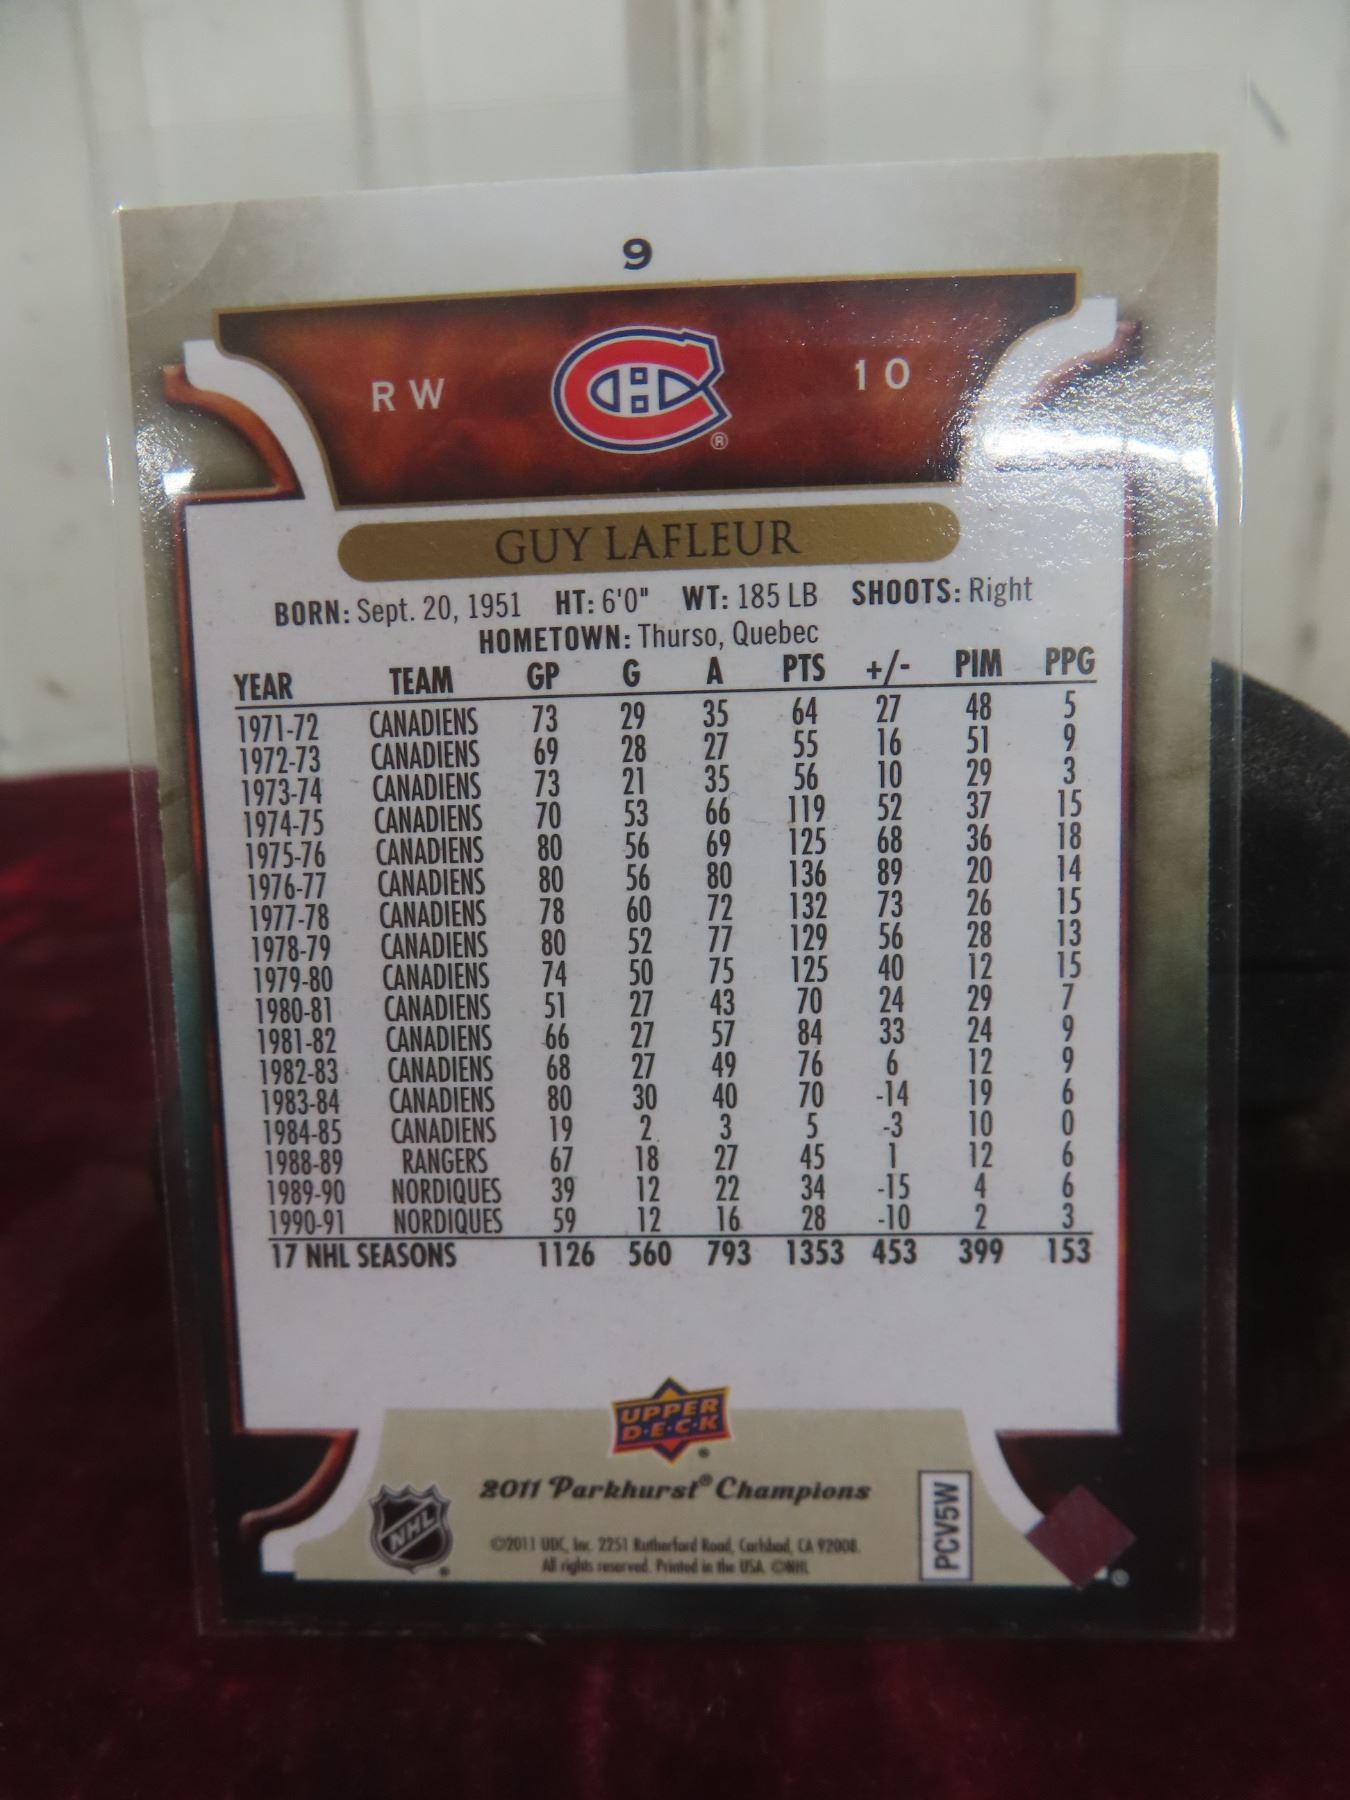 9
RW 10
GUY LAFLEUR
BORN: Sept. 20, 1951 HT: 6'0" WT: 185 LB SHOOTS: Right
HOMETOWN: Thurso, Quebec
YEAR TEAM GP G A PTS +/- PIM PPG
1971-72 CANADIENS 73 29 35 64 27 48 5
1972-73 CANADIENS 69 28 27 55 16 51 9
1973-74 CANADIENS 73 21 35 56 10 29 3
1974-75 CANADIENS 70 53 66 119 52 37 15
1975-76 CANADIENS 80 56 69 125 68 36 18
1976-77 CANADIENS 80 56 80 136 89 20 14
1977-78 CANADIENS 78 60 72 132 73 26 15
1978-79 CANADIENS 80 52 77 129 56 28 13
1979-80 CANADIENS 74 50 75 125 40 12 15
1980-81 CANADIENS 51 27 43 70 24 29 7
1981-82 CANADIENS 66 27 57 84 33 24 9
1982-83 CANADIENS 68 27 49 76 6 12 9
1983-84 CANADIENS 80 30 40 70 -14 19 6
1984-85 CANADIENS 19 2 3 5 -3 10 0
1988-89 RANGERS 67 18 27 45 1 12 6
1989-90 NORDIQUES 39 12 22 34 -15 4 6
1990-91 NORDIQUES 59 12 16 28 -10 2 3
17 NHL SEASONS 1126 560 793 1353 453 399 153
UPPER
D·E·C·K
2011 Parkhurst® Champions
NHL
©2011 UDC, Inc. 2251 Rutherford Road, Carlsbad, CA 92008.
All rights reserved. Printed in the USA. ©NHL
PCV5W